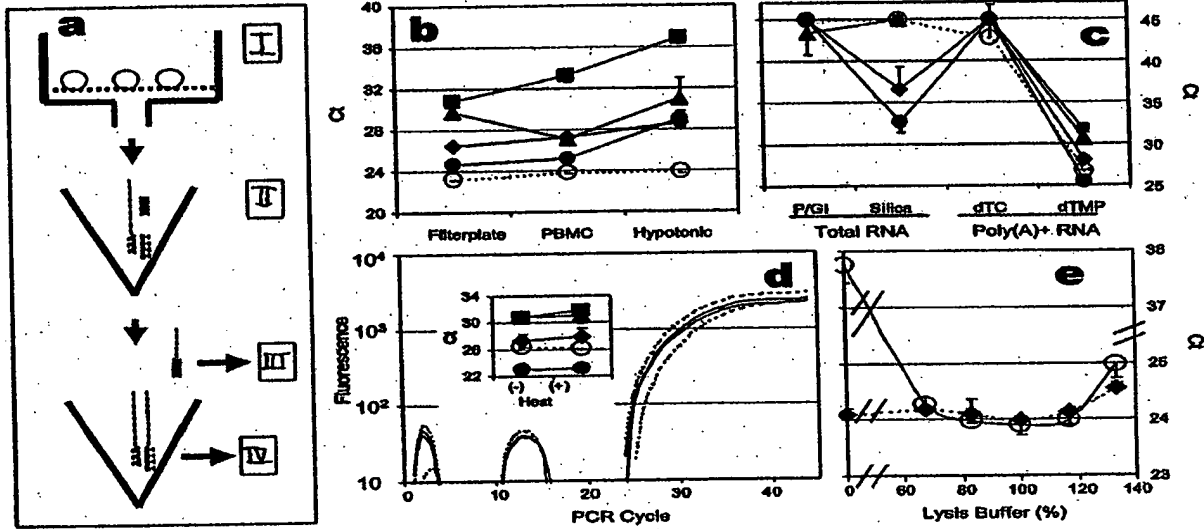 a
I
II
III
IV
b
40
36
32
28
24
20
Ct
Filterplate PBMC Hypotonic
c
45
40
35
30
25
Ct
P/GI Silica dTC dTMP
Total RNA Poly(A)+ RNA
d
10⁴
10³
10²
10
Fluorescence
34
30
26
22
Ct
(-) (+)
Heat
0 10 20 30 40
PCR Cycle
e
38
37
25
24
23
Ct
0 60 80 100 120 140
Lysis Buffer (%)